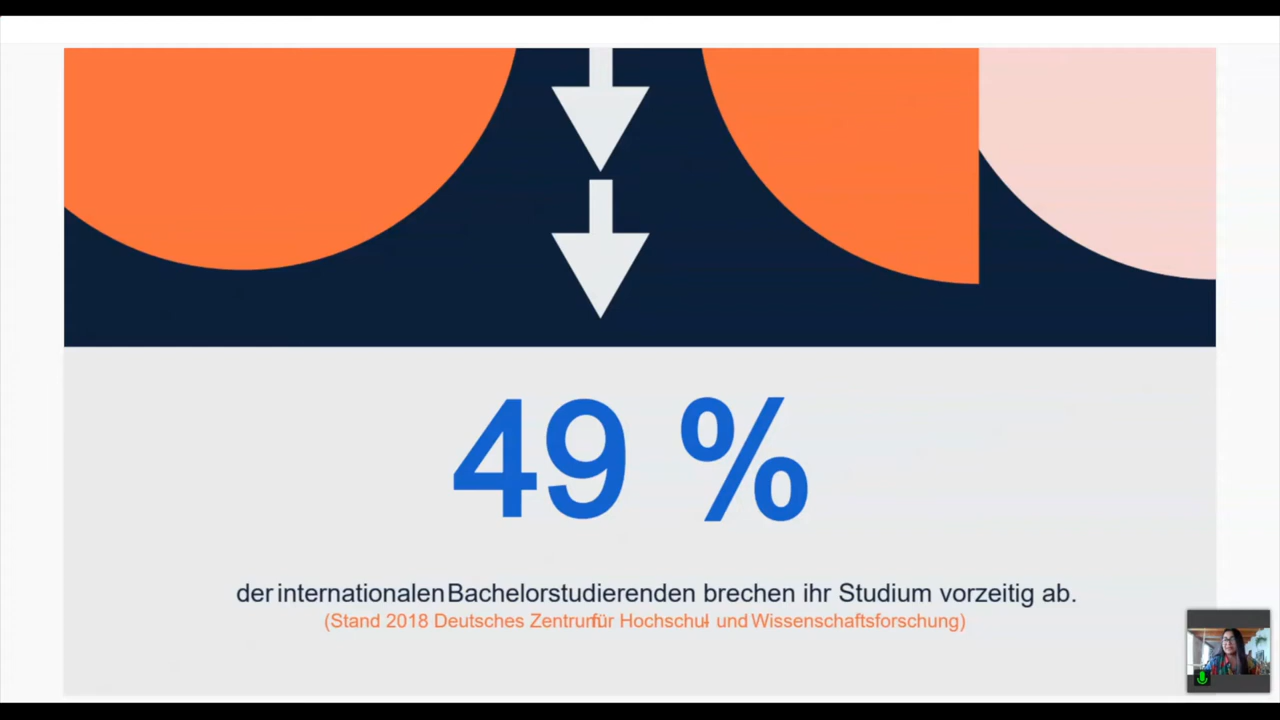 49 %
der internationalen Bachelorstudierenden brechen ihr Studium vorzeitig ab.
(Stand 2018 Deutsches Zentrum für Hochschul- und Wissenschaftsforschung)